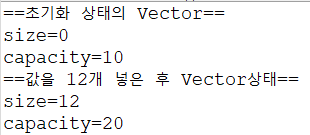 ==초기화 상태의 Vector==
size=0
capacity=10
==값을 12개 넣은 후 Vector상태==
size=12
capacity=20